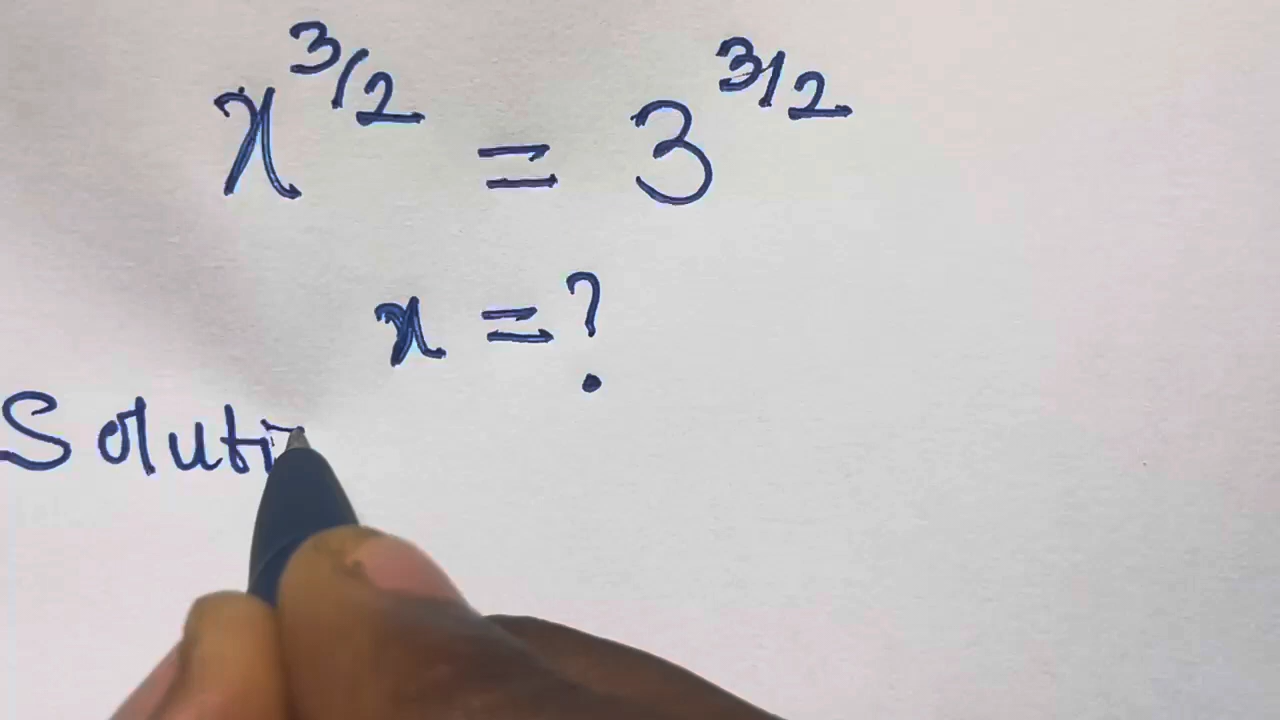 x^3/2 = 3^3/2
x = ?
Soluti